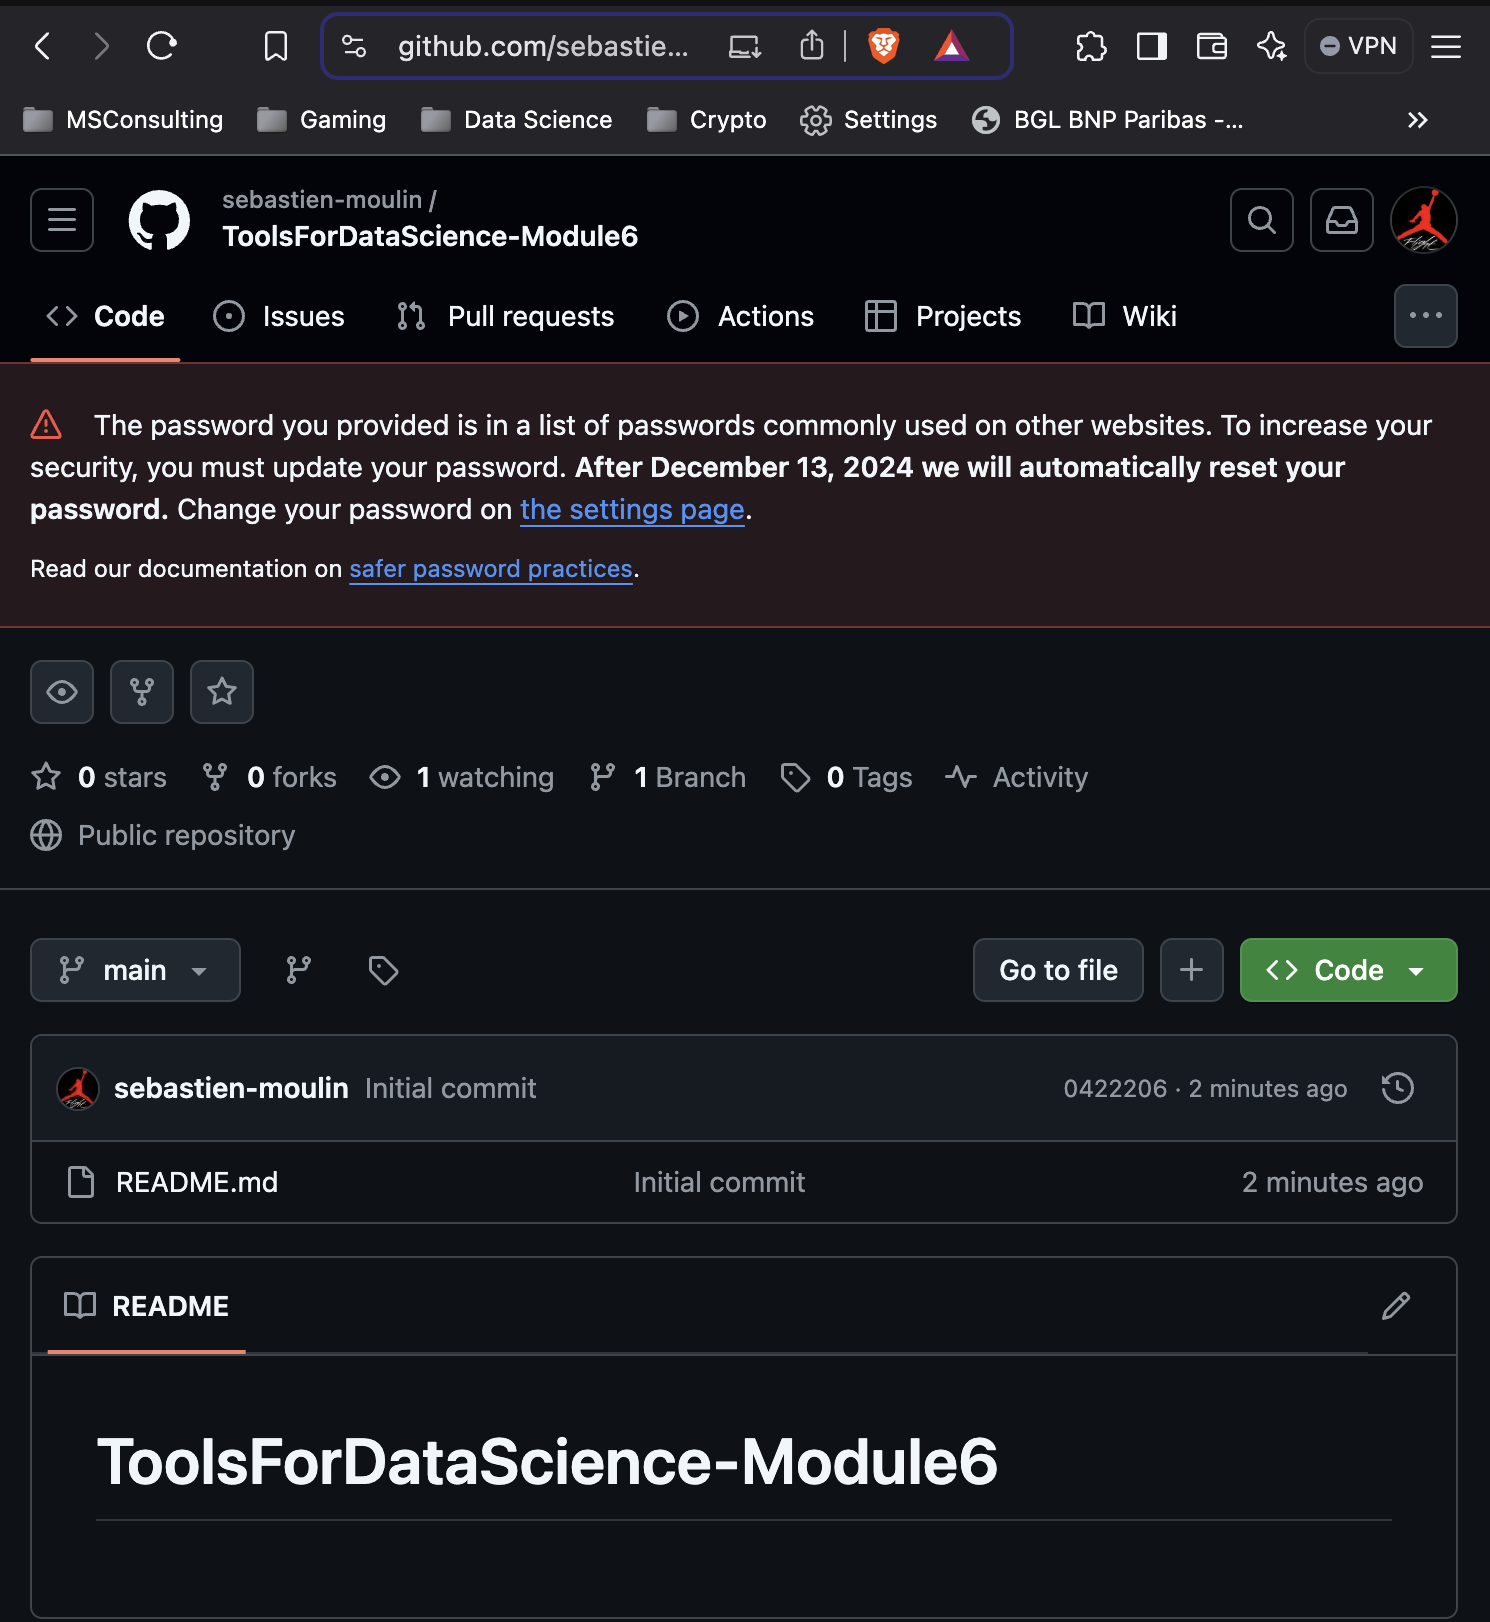 github.com/sebastie...
VPN
MSConsulting
Gaming
Data Science
Crypto
Settings
BGL BNP Paribas -...
sebastien-moulin /
ToolsForDataScience-Module6
Code
Issues
Pull requests
Actions
Projects
Wiki
The password you provided is in a list of passwords commonly used on other websites. To increase your
security, you must update your password. After December 13, 2024 we will automatically reset your
password. Change your password on the settings page.
Read our documentation on safer password practices.
0 stars
0 forks
1 watching
1 Branch
0 Tags
Activity
Public repository
main
Go to file
Code
sebastien-moulin Initial commit
0422206 · 2 minutes ago
README.md
Initial commit
2 minutes ago
README
ToolsForDataScience-Module6